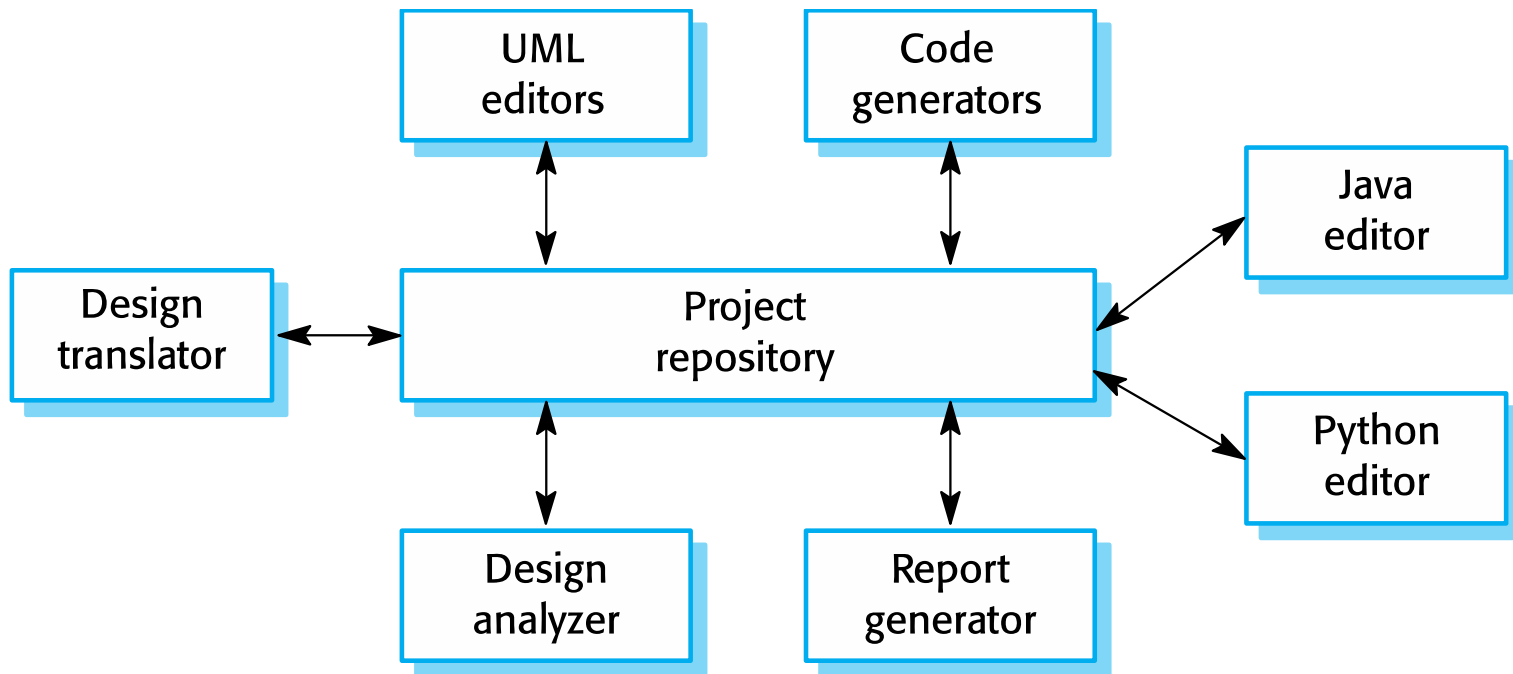 UML
editors
Code
generators
Java
editor
Design
translator
Project
repository
Python
editor
Design
analyzer
Report
generator